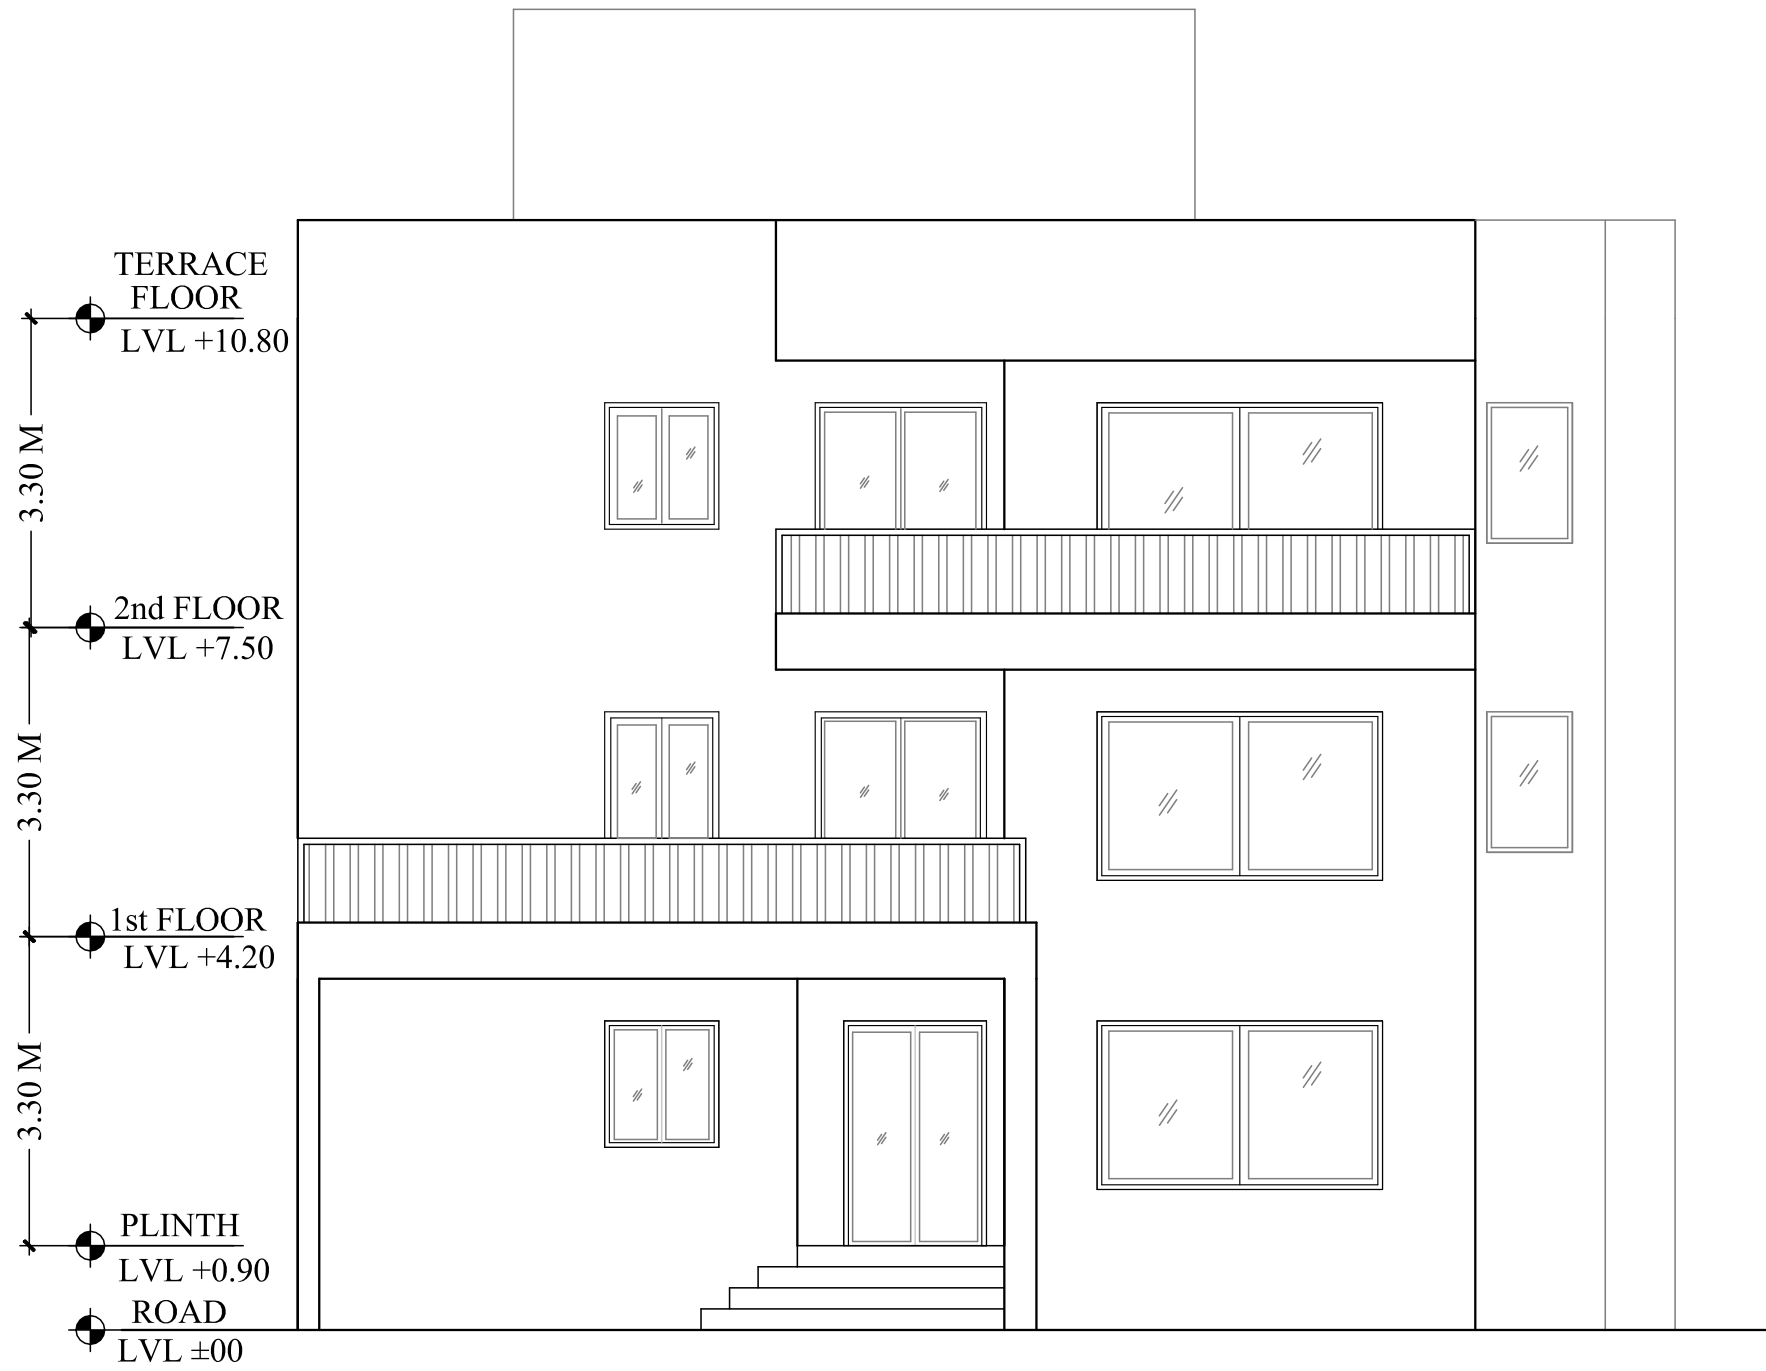 TERRACE
FLOOR
LVL +10.80
3.30 M
2nd FLOOR
LVL +7.50
3.30 M
1st FLOOR
LVL +4.20
3.30 M
PLINTH
LVL +0.90
ROAD
LVL ±00